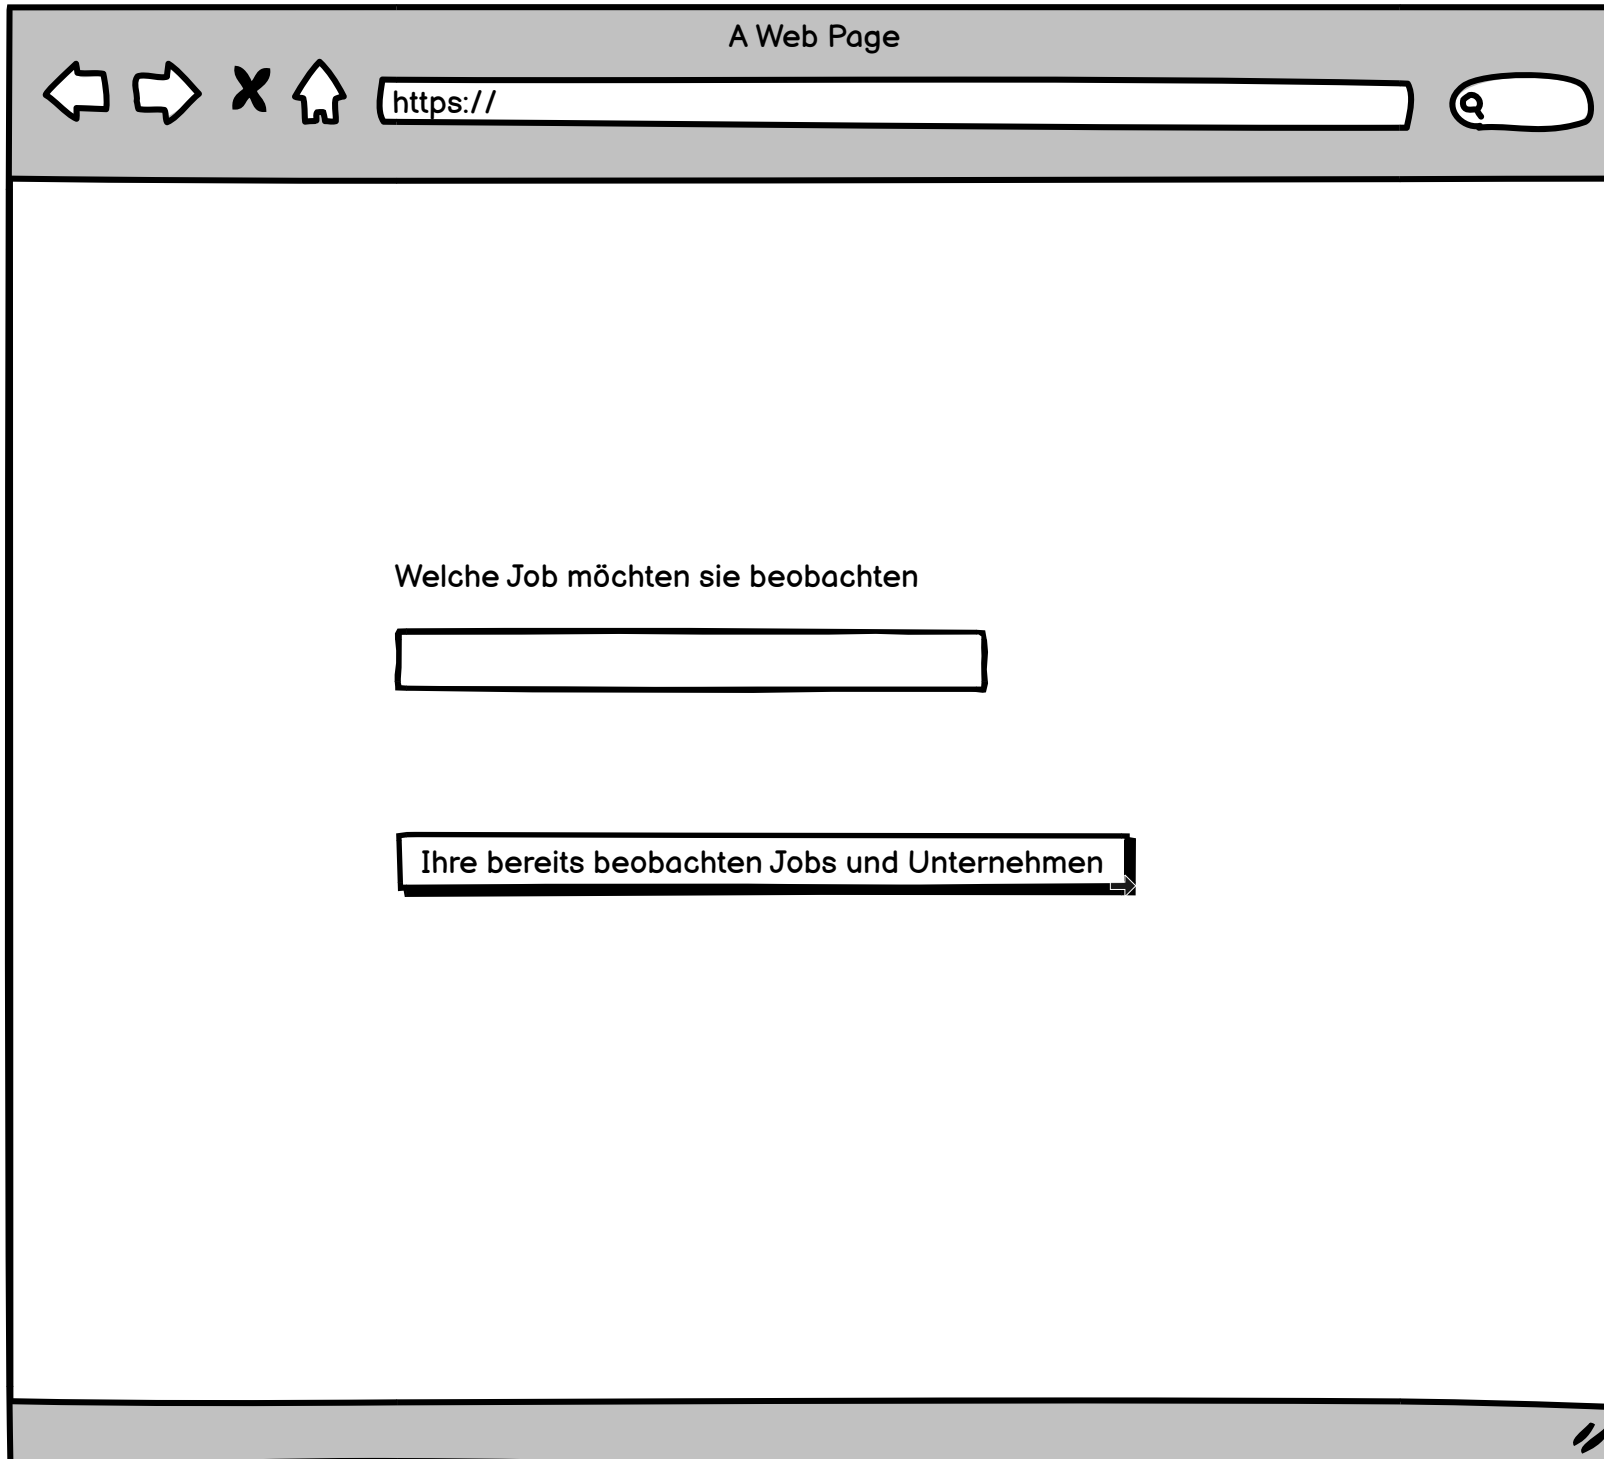 A Web Page
https://
Welche Job möchten sie beobachten
Ihre bereits beobachten Jobs und Unternehmen